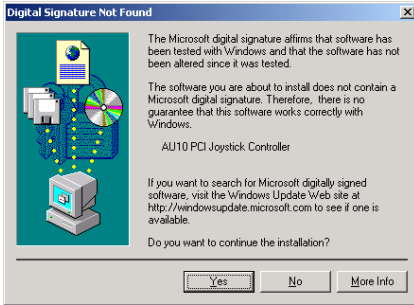 Digital Signature Not Found
The Microsoft digital signature affirms that software has
been tested with Windows and that the software has not
been altered since it was tested.
The software you are about to install does not contain a
Microsoft digital signature. Therefore, there is no
guarantee that this software works correctly with
Windows.
AU10 PCI Joystick Controller
If you want to search for Microsoft digitally signed
software, visit the Windows Update Web site at
http://windowsupdate.microsoft.com to see if one is
available.
Do you want to continue the installation?
Yes No More Info